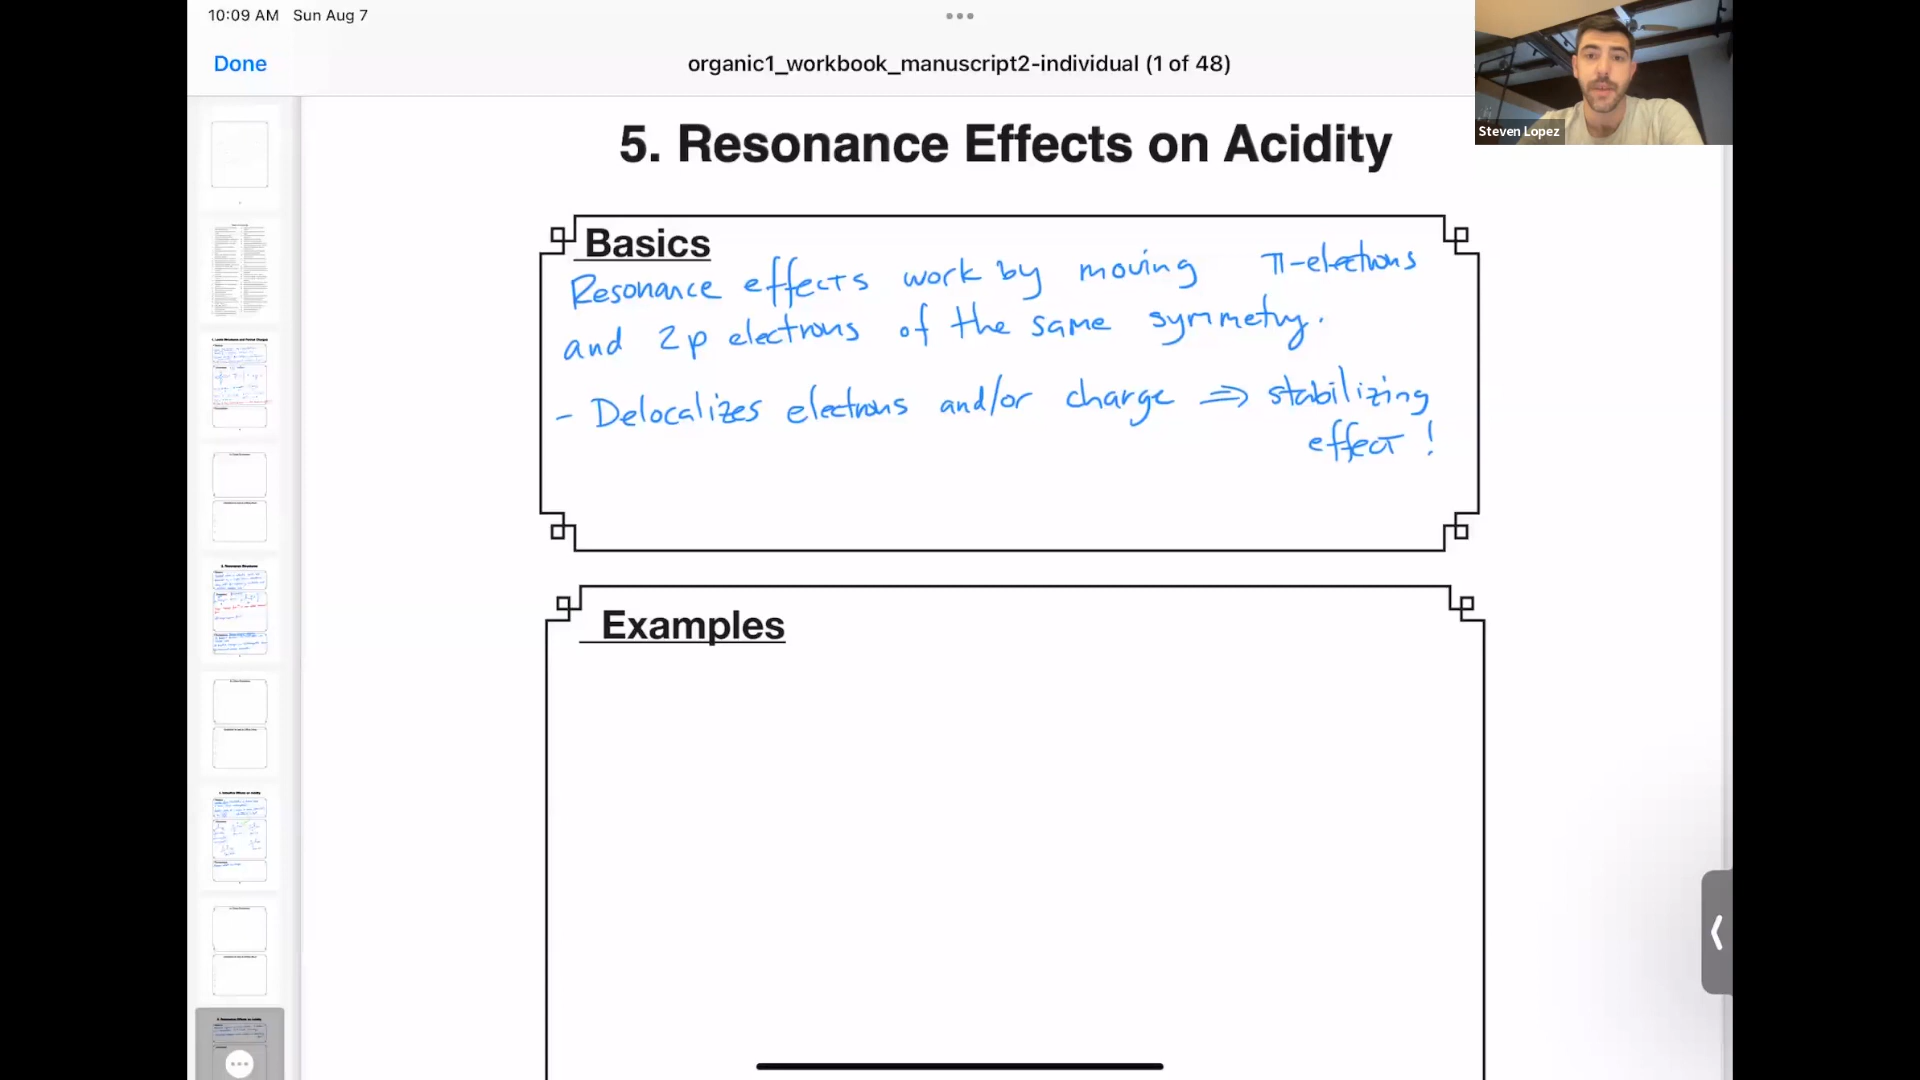 10:09 AM Sun Aug 7
Done
organic1_workbook_manuscript2-individual (1 of 48)
Steven Lopez
5. Resonance Effects on Acidity
Basics
Resonance effects work by moving π-electrons
and 2p electrons of the same symmetry.
- Delocalizes electrons and/or charge ⇒ stabilizing
effect!
Examples